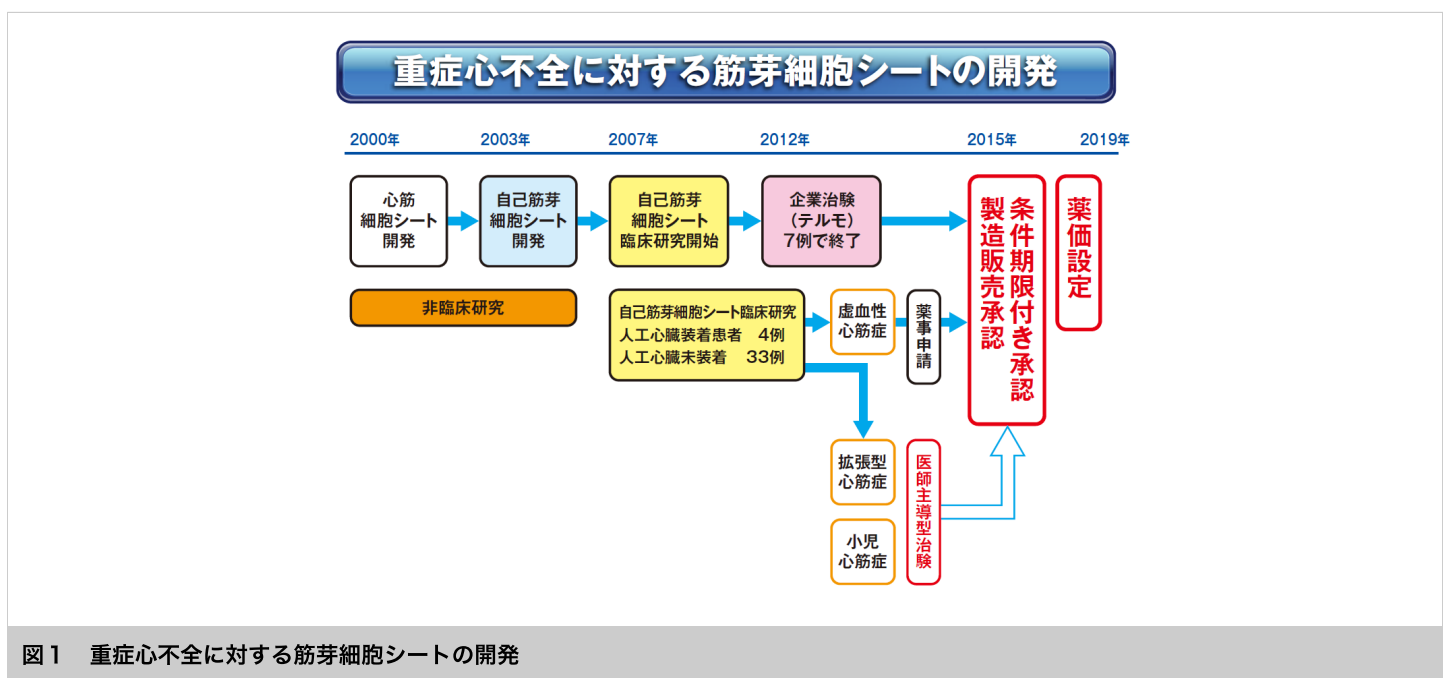 重症心不全に対する筋芽細胞シートの開発
2000年
2003年
2007年
2012年
2015年
2019年
心筋
細胞シート
開発
自己筋芽
細胞シート
開発
自己筋芽
細胞シート
臨床研究開始
企業治験
（テルモ）
7例で終了
条件期限付き承認
製造販売承認
薬価設定
非臨床研究
自己筋芽細胞シート臨床研究
人工心臓装着患者　4例
人工心臓未装着　33例
虚血性
心筋症
薬事申請
拡張型
心筋症
小児
心筋症
医師主導型治験
図1　重症心不全に対する筋芽細胞シートの開発